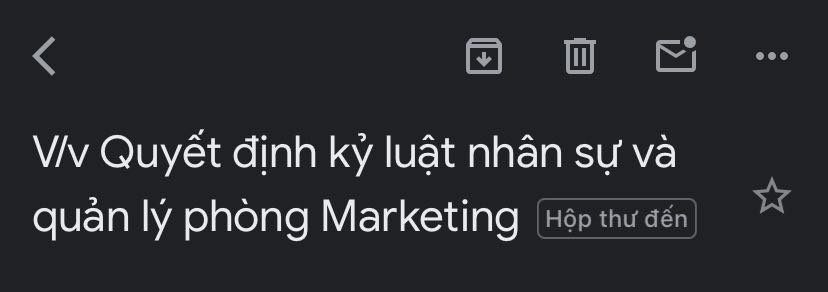 V/v Quyết định kỷ luật nhân sự và
quản lý phòng Marketing Hộp thư đến